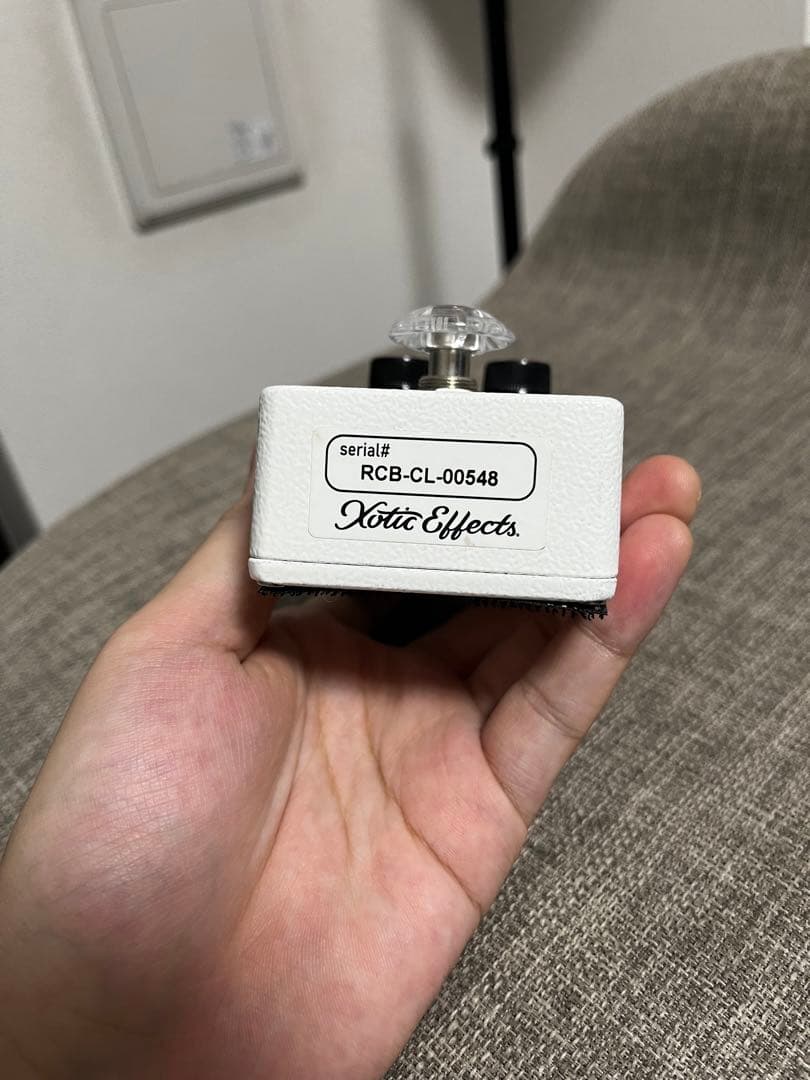 serial#
RCB-CL-00548
Xotic Effects.